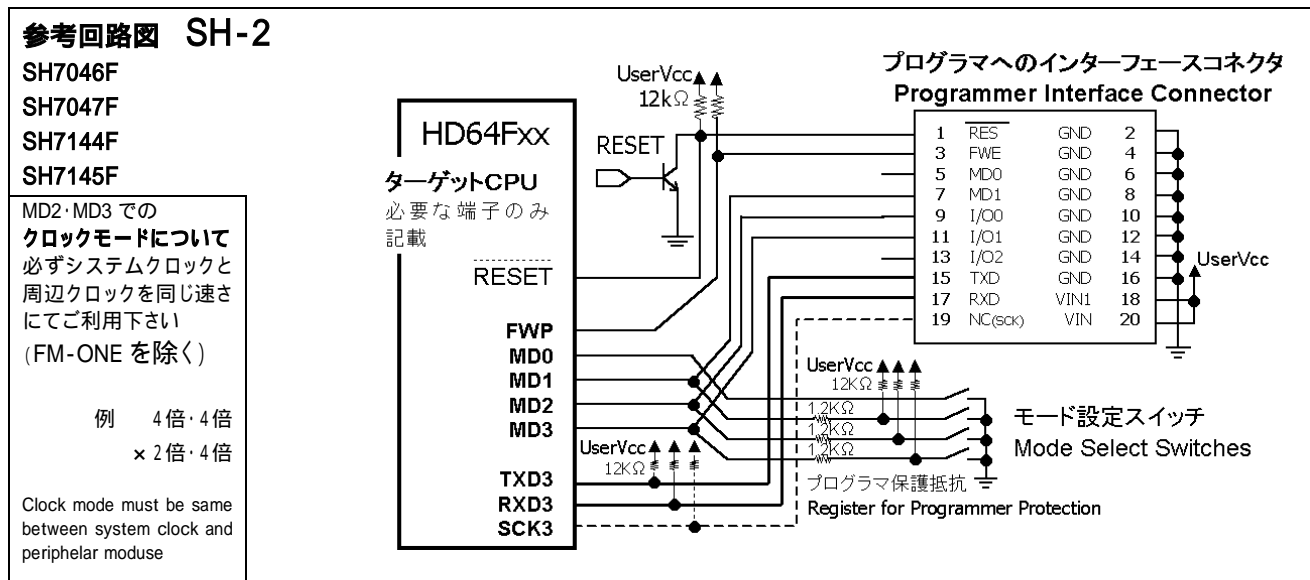 参考回路図 SH-2
SH7046F
SH7047F
SH7144F
SH7145F
MD2・MD3 での
クロックモードについて
必ずシステムクロックと
周辺クロックを同じ速さ
にてご利用下さい
(FM-ONE を除く)
例 4倍・4倍
× 2倍・4倍
Clock mode must be same
between system clock and
periphelar moduse
HD64Fxx
ターゲットCPU
必要な端子のみ
記載
RESET
FWP
MD0
MD1
MD2
MD3
TXD3
RXD3
SCK3
UserVcc
12kΩ
RESET
プログラマへのインターフェースコネクタ
Programmer Interface Connector
1 RES GND 2
3 FWE GND 4
5 MD0 GND 6
7 MD1 GND 8
9 I/O0 GND 10
11 I/O1 GND 12
13 I/O2 GND 14
15 TXD GND 16
17 RXD VIN1 18
19 NC(SCK) VIN 20
UserVcc
UserVcc
12KΩ
1.2KΩ
1.2KΩ
1.2KΩ
モード設定スイッチ
Mode Select Switches
UserVcc
12KΩ
プログラマ保護抵抗
Register for Programmer Protection